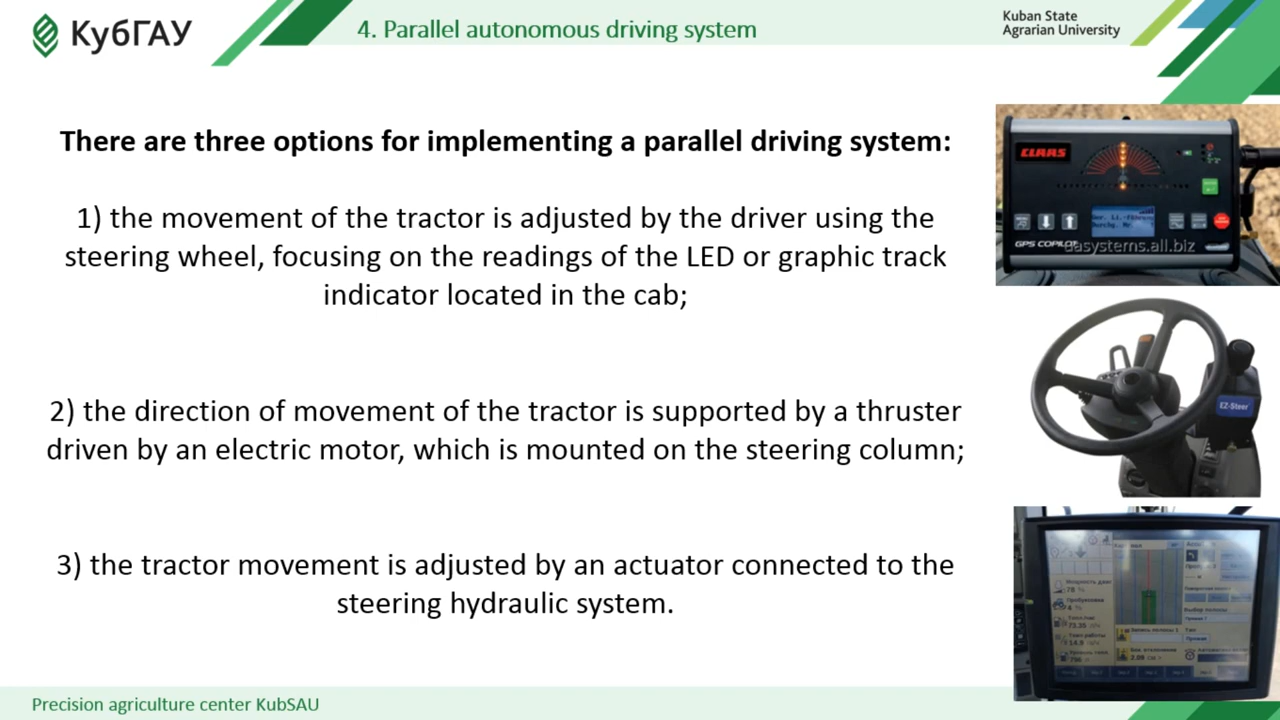 КубГАУ
4. Parallel autonomous driving system
Kuban State
Agrarian University
There are three options for implementing a parallel driving system:
1) the movement of the tractor is adjusted by the driver using the
steering wheel, focusing on the readings of the LED or graphic track
indicator located in the cab;
2) the direction of movement of the tractor is supported by a thruster
driven by an electric motor, which is mounted on the steering column;
3) the tractor movement is adjusted by an actuator connected to the
steering hydraulic system.
CLAAS
GPS COPILOT
easystems.all.biz
EZ-Steer
Precision agriculture center KubSAU